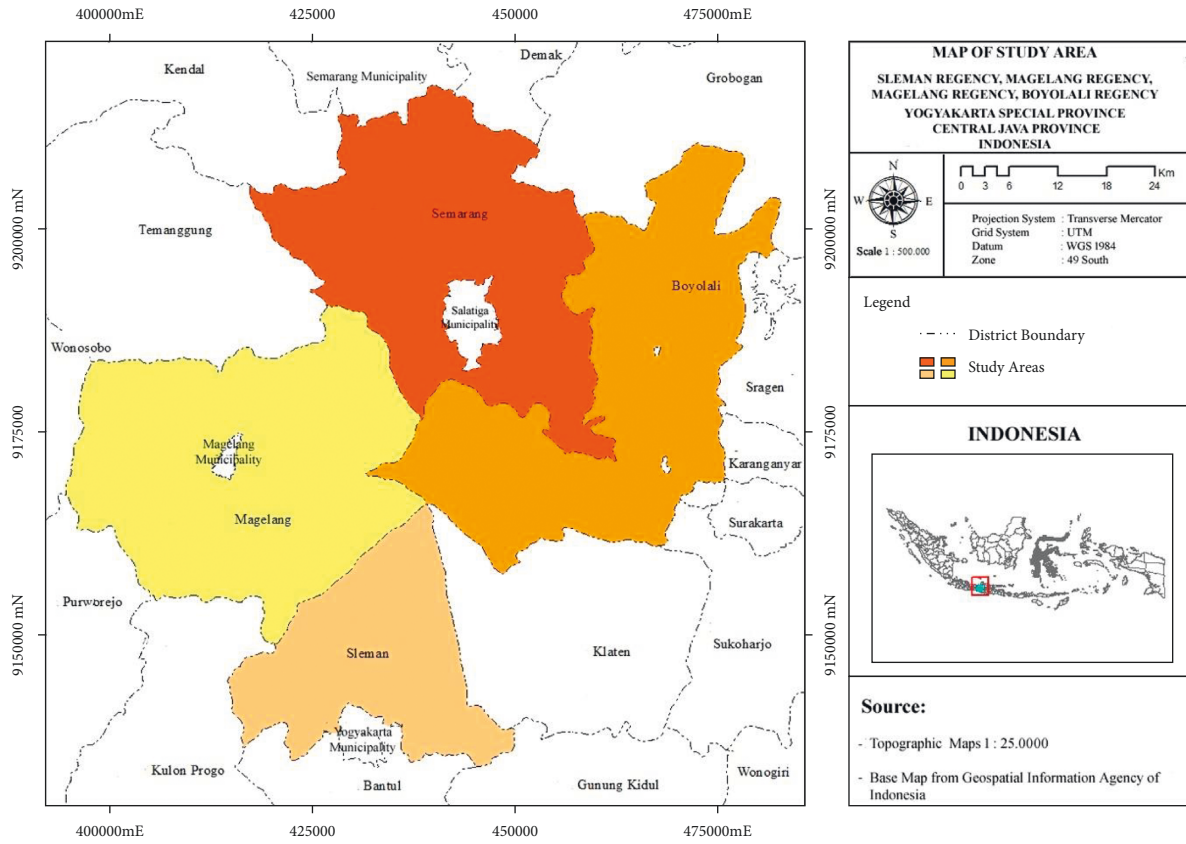 400000mE
425000
450000
475000mE
Kendal
Semarang Municipality
Demak
Grobogan
9200000 mN
9200000 mN
Temanggung
Semarang
Boyolali
Salatiga
Municipality
Wonosobo
Sragen
9175000
9175000
Magelang
Municipality
Karanganyar
Magelang
Surakarta
Purworejo
9150000 mN
9150000 mN
Sleman
Klaten
Sukoharjo
Yogyakarta
Municipality
Kulon Progo
Bantul
Gunung Kidul
Wonogiri
400000mE
425000
450000
475000mE
MAP OF STUDY AREA
SLEMAN REGENCY, MAGELANG REGENCY,
MAGELANG REGENCY, BOYOLALI REGENCY
YOGYAKARTA SPECIAL PROVINCE
CENTRAL JAVA PROVINCE
INDONESIA
N
W E
S
Scale 1 : 500.000
Km
0 3 6 12 18 24
Projection System : Transverse Mercator
Grid System : UTM
Datum : WGS 1984
Zone : 49 South
Legend
District Boundary
Study Areas
INDONESIA
Source:
- Topographic Maps 1 : 25.0000
- Base Map from Geospatial Information Agency of
Indonesia